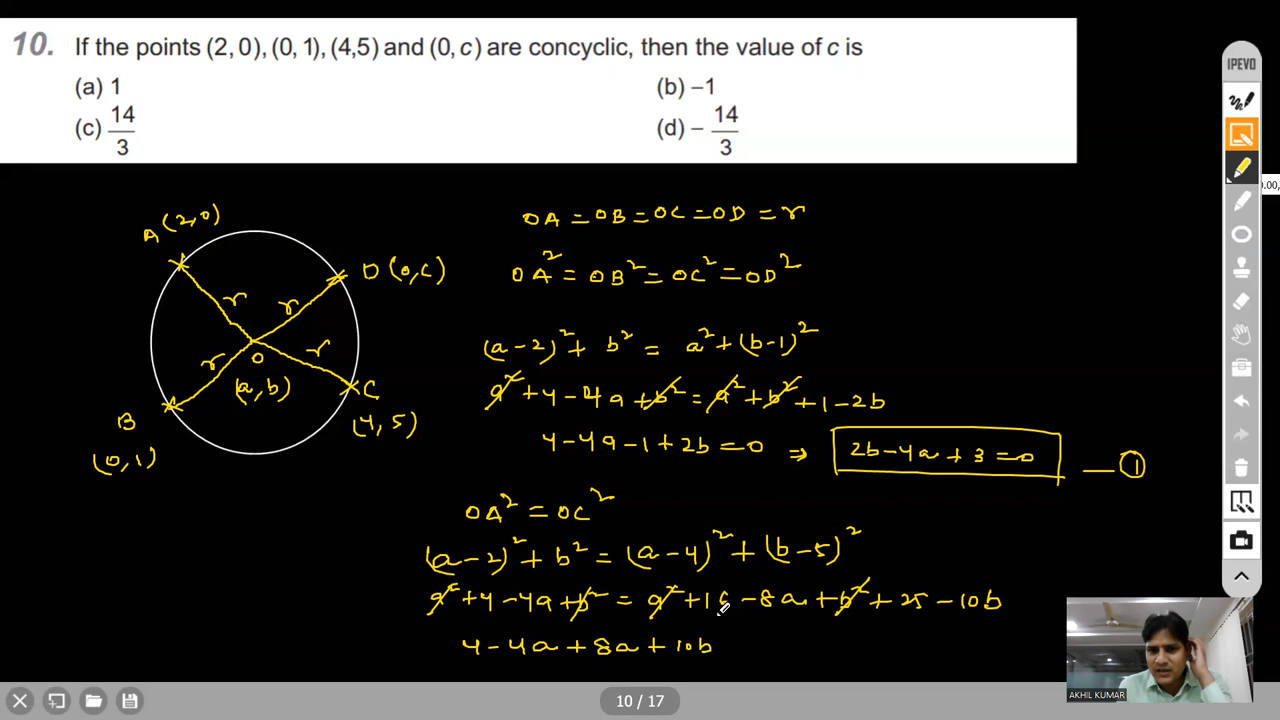 10. If the points (2, 0), (0, 1), (4,5) and (0, c) are concyclic, then the value of c is
(a) 1 (b) –1
(c) 14/3 (d) – 14/3
IPEVO
0.00,
A (2,0)
D (0,C)
r r
r r
O
(a,b)
C
(4,5)
B
(0,1)
OA = OB = OC = OD = r
OA² = OB² = OC² = OD²
(a-2)² + b² = a² + (b-1)²
a² + 4 - 4a + b² = a² + b² + 1 - 2b
4 - 4a - 1 + 2b = 0 ⇒ 2b - 4a + 3 = 0 — ①
OA² = OC²
(a-2)² + b² = (a-4)² + (b-5)²
a² + 4 - 4a + b² = a² + 16 - 8a + b² + 25 - 10b
4 - 4a + 8a + 10b
AKHIL KUMAR
10 / 17